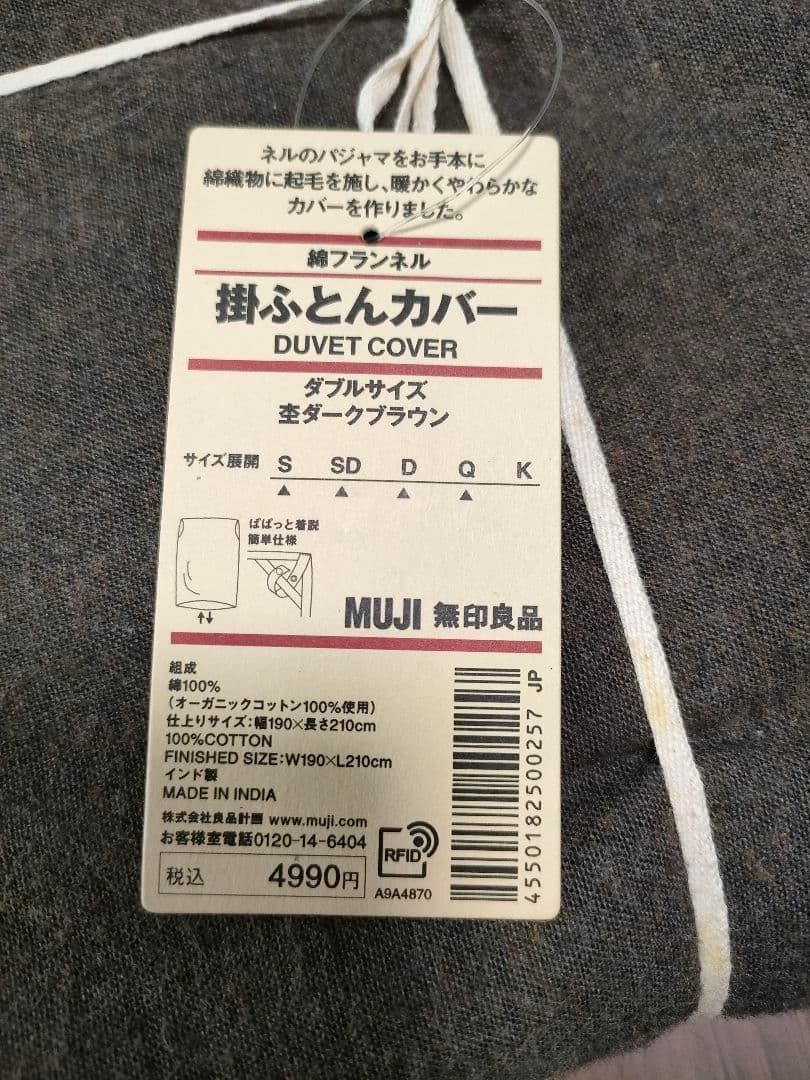 ネルのパジャマをお手本に
綿織物に起毛を施し、暖かくやわらかな
カバーを作りました。
綿フランネル
掛ふとんカバー
DUVET COVER
ダブルサイズ
杢ダークブラウン
サイズ展開 S SD D Q K
ぱぱっと着脱
簡単仕様
MUJI 無印良品
組成
綿100%
(オーガニックコットン100%使用)
仕上りサイズ:幅190×長さ210cm
100%COTTON
FINISHED SIZE:W190×L210cm
インド製
MADE IN INDIA
株式会社良品計画 www.muji.com
お客様室電話0120-14-6404
税込 4990円
RFID
A9A4870
4550182500257 JP